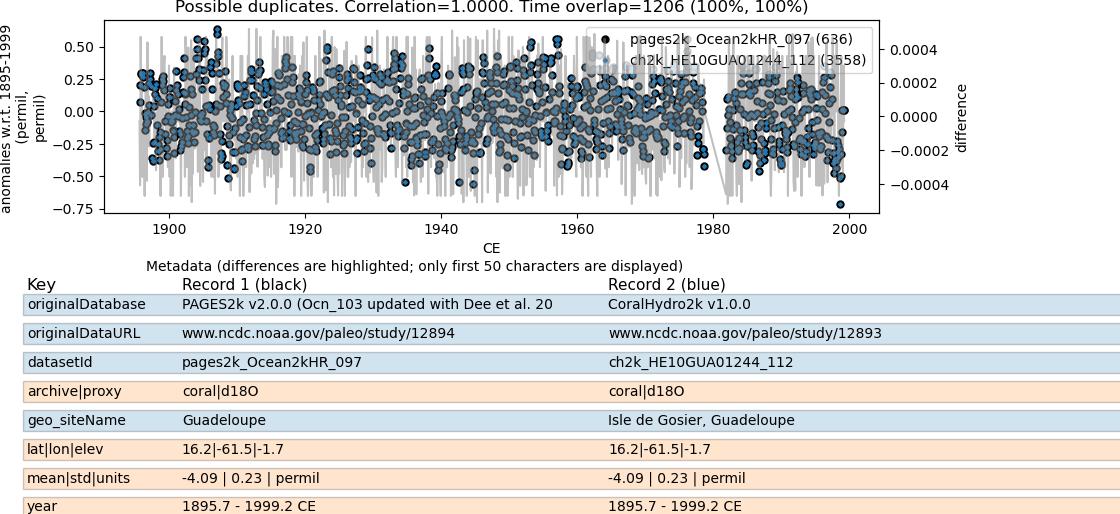 Possible duplicates. Correlation=1.0000. Time overlap=1206 (100%, 100%)
pages2k_Ocean2kHR_097 (636)
ch2k_HE10GUA01244_112 (3558)
anomalies w.r.t. 1895-1999
(permil,
permil)
0.50
0.25
0.00
−0.25
−0.50
−0.75
0.0004
0.0002
0.0000
−0.0002
−0.0004
difference
1900 1920 1940 1960 1980 2000
CE
Metadata (differences are highlighted; only first 50 characters are displayed)
Key Record 1 (black) Record 2 (blue)
originalDatabase PAGES2k v2.0.0 (Ocn_103 updated with Dee et al. 20 CoralHydro2k v1.0.0
originalDataURL www.ncdc.noaa.gov/paleo/study/12894 www.ncdc.noaa.gov/paleo/study/12893
datasetId pages2k_Ocean2kHR_097 ch2k_HE10GUA01244_112
archive|proxy coral|d18O coral|d18O
geo_siteName Guadeloupe Isle de Gosier, Guadeloupe
lat|lon|elev 16.2|-61.5|-1.7 16.2|-61.5|-1.7
mean|std|units -4.09 | 0.23 | permil -4.09 | 0.23 | permil
year 1895.7 - 1999.2 CE 1895.7 - 1999.2 CE